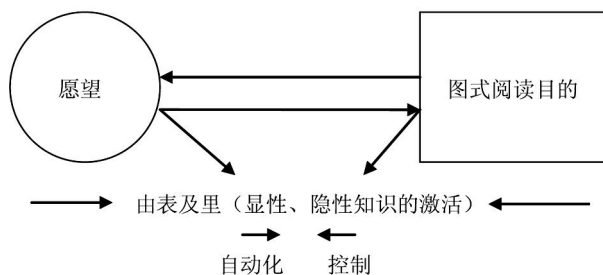 愿望
图式阅读目的
由表及里（显性、隐性知识的激活）
自动化
控制